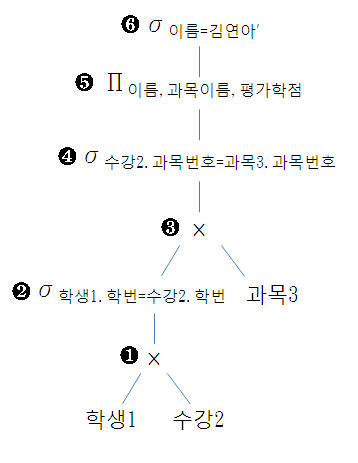 ❻ σ 이름=김연아′
❺ Π 이름, 과목이름, 평가학점
❹ σ 수강2.과목번호=과목3.과목번호
❸ ×
❷ σ 학생1.학번=수강2.학번 과목3
❶ ×
학생1 수강2